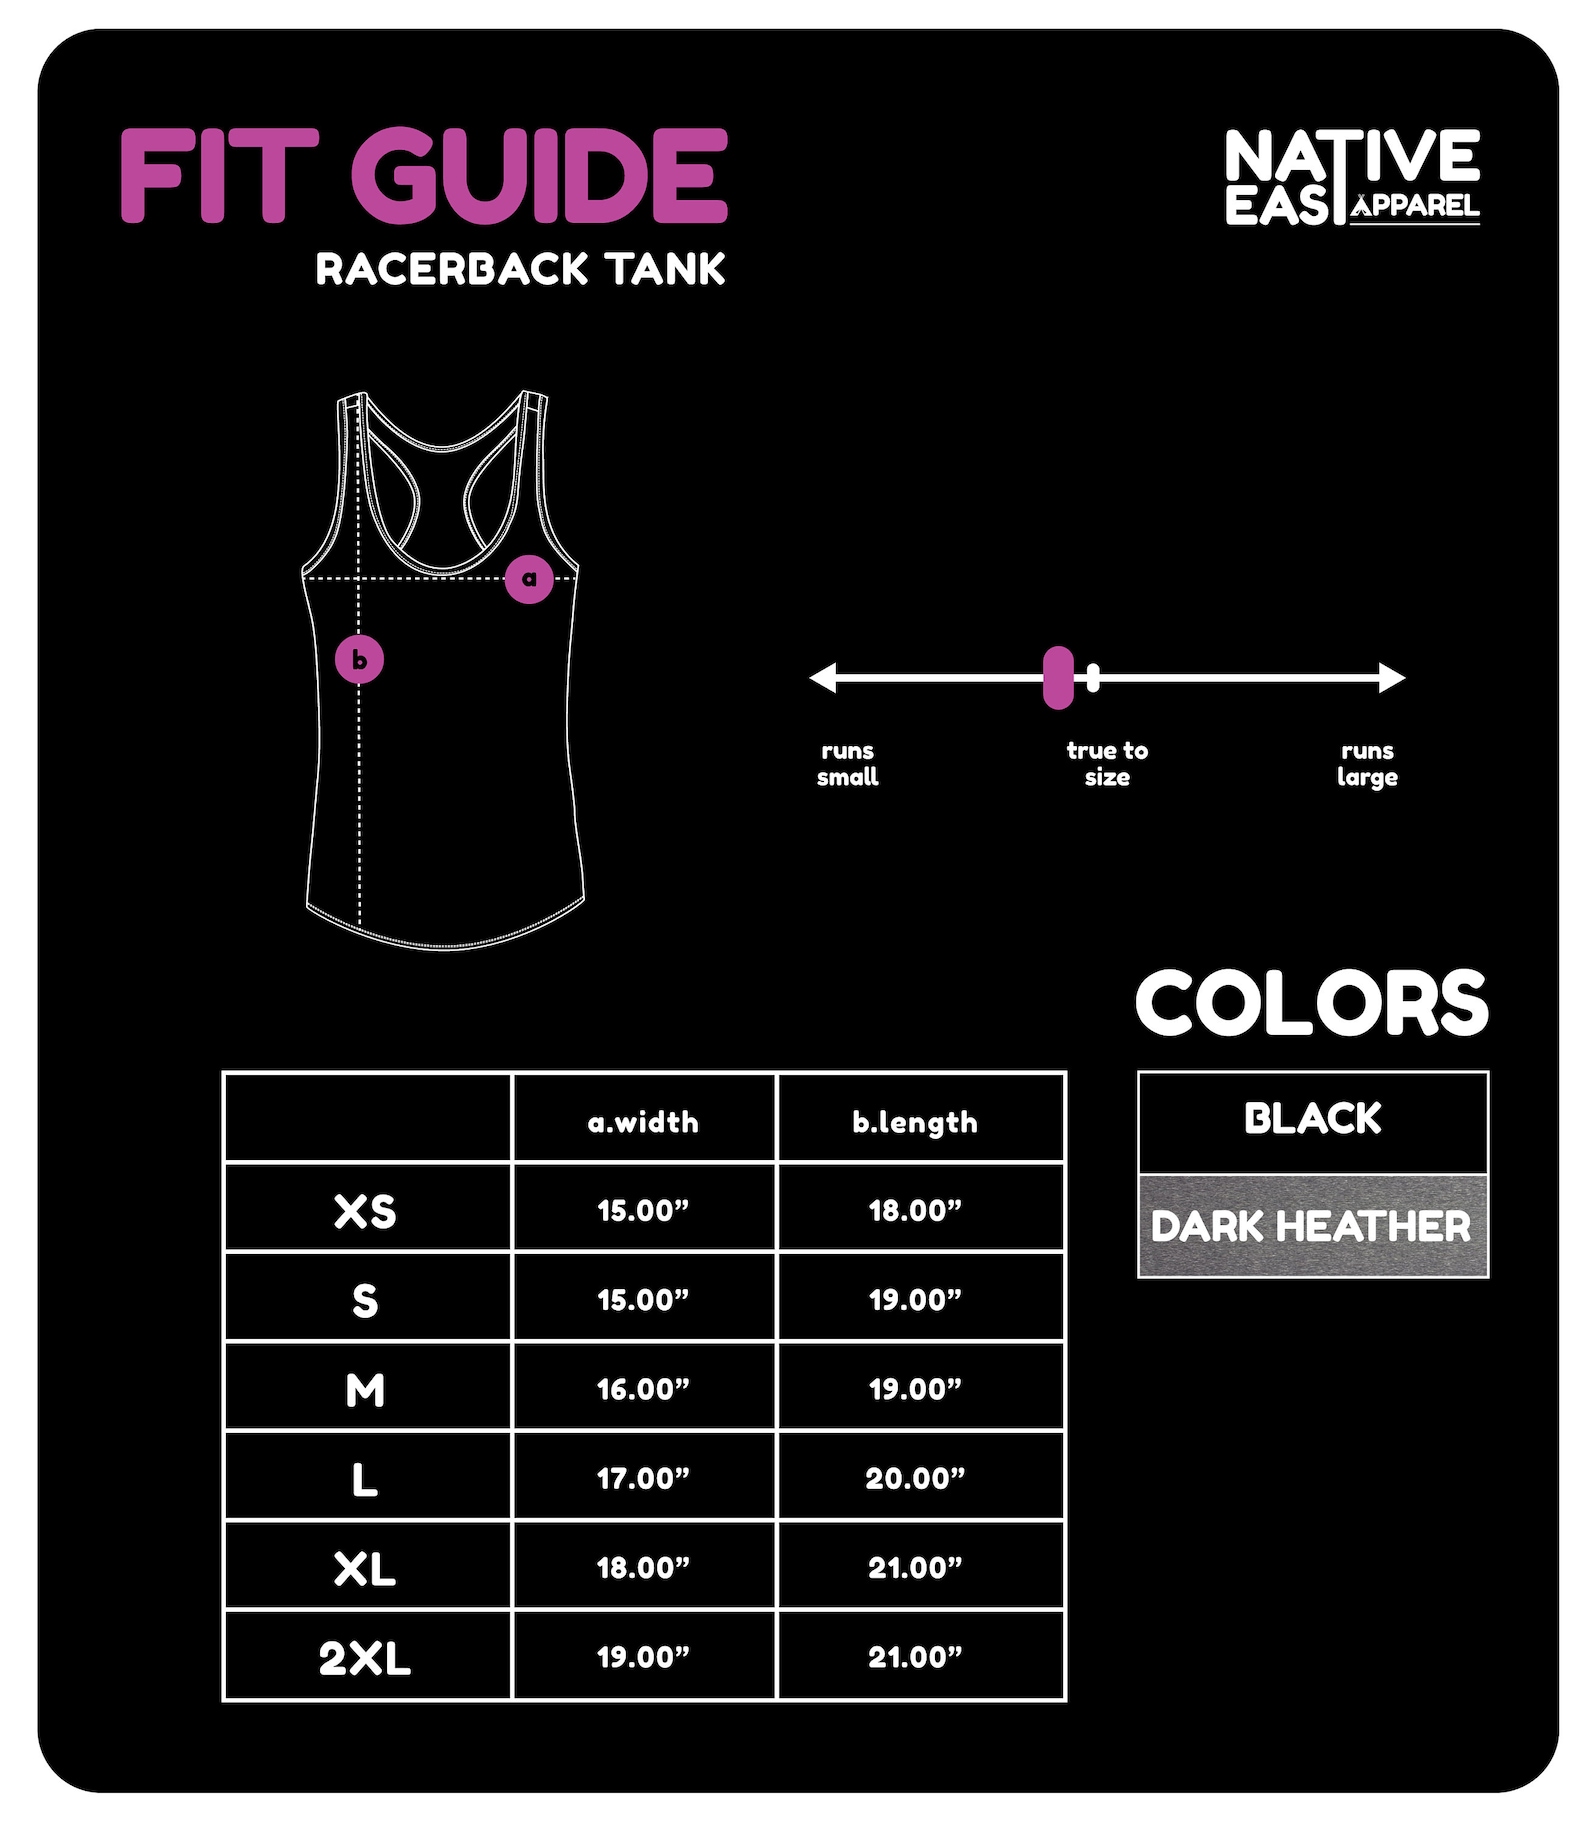 FIT GUIDE
RACERBACK TANK
NATIVE
EAST APPAREL
a
b
runs
small
true to
size
runs
large
COLORS
BLACK
DARK HEATHER
a.width b.length
XS 15.00” 18.00”
S 15.00” 19.00”
M 16.00” 19.00”
L 17.00” 20.00”
XL 18.00” 21.00”
2XL 19.00” 21.00”